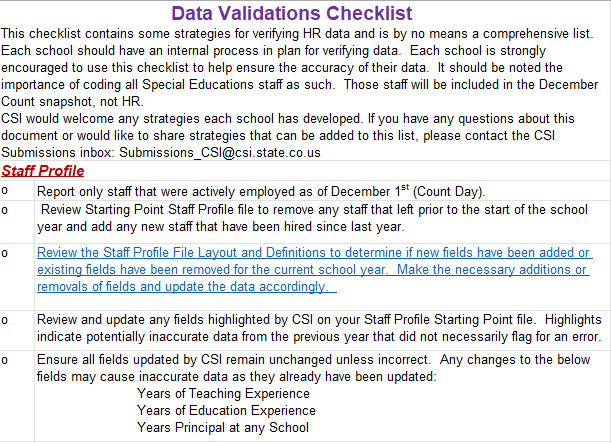 Data Validations Checklist
This checklist contains some strategies for verifying HR data and is by no means a comprehensive list.
Each school should have an internal process in plan for verifying data.  Each school is strongly
encouraged to use this checklist to help ensure the accuracy of their data.  It should be noted the
importance of coding all Special Educations staff as such.  Those staff will be included in the December
Count snapshot, not HR.
CSI would welcome any strategies each school has developed. If you have any questions about this
document or would like to share strategies that can be added to this list, please contact the CSI
Submissions inbox: Submissions_CSI@csi.state.co.us
Staff Profile
o Report only staff that were actively employed as of December 1st (Count Day).
o Review Starting Point Staff Profile file to remove any staff that left prior to the start of the school
year and add any new staff that have been hired since last year.
o Review the Staff Profile File Layout and Definitions to determine if new fields have been added or
existing fields have been removed for the current school year.  Make the necessary additions or
removals of fields and update the data accordingly.
o Review and update any fields highlighted by CSI on your Staff Profile Starting Point file.  Highlights
indicate potentially inaccurate data from the previous year that did not necessarily flag for an error.
o Ensure all fields updated by CSI remain unchanged unless incorrect.  Any changes to the below
fields may cause inaccurate data as they already have been updated:
Years of Teaching Experience
Years of Education Experience
Years Principal at any School